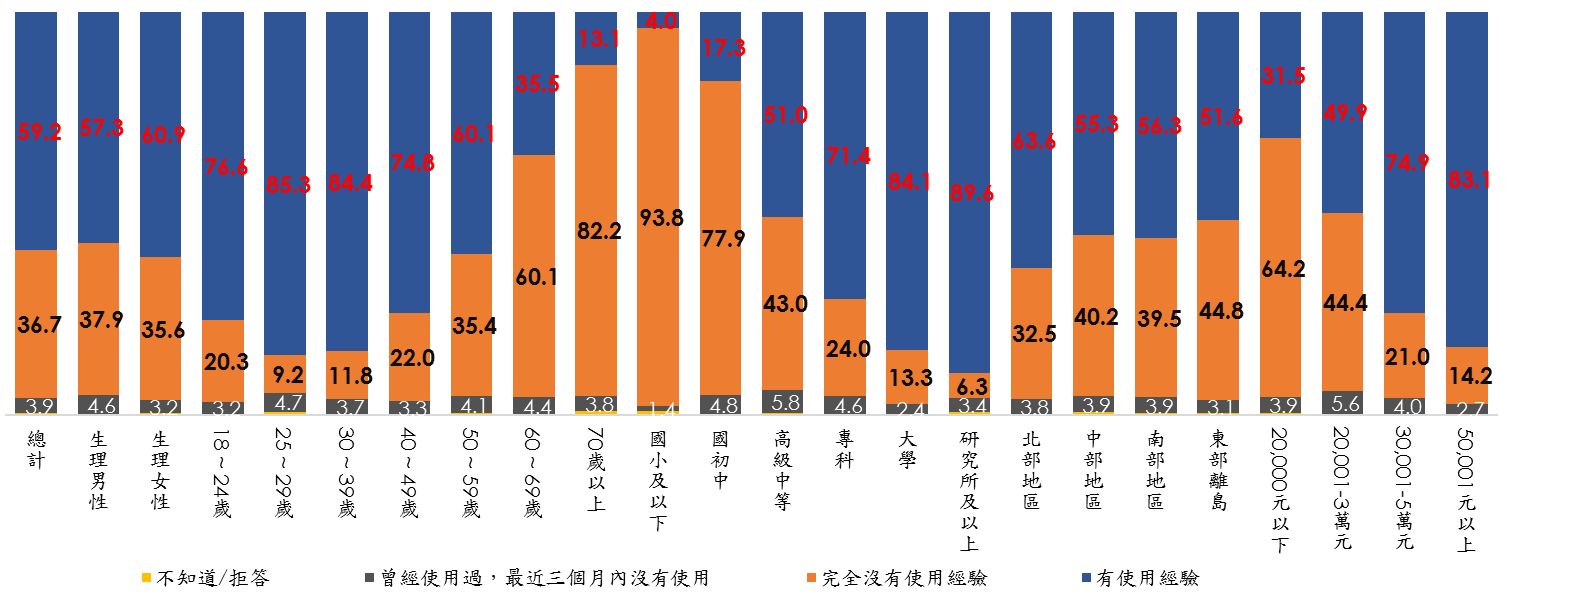 59.2 57.3 60.9 76.6 85.3 84.4 74.8 60.1 35.5 13.1 4.0 17.3 51.0 71.4 84.1 89.6 63.6 55.3 56.3 51.6 31.5 49.9 74.9 83.1
36.7 37.9 35.6 20.3 9.2 11.8 22.0 35.4 60.1 82.2 93.8 77.9 43.0 24.0 13.3 6.3 32.5 40.2 39.5 44.8 64.2 44.4 21.0 14.2
3.9 4.6 3.2 3.2 4.7 3.7 3.3 4.1 4.4 3.8 1.4 4.8 5.8 4.6 2.4 3.4 3.8 3.9 3.9 3.1 3.9 5.6 4.0 2.7
總計
生理男性
生理女性
18~24歲
25~29歲
30~39歲
40~49歲
50~59歲
60~69歲
70歲以上
國小及以下
國初中
高級中等
專科
大學
研究所及以上
北部地區
中部地區
南部地區
東部離島
20,000元以下
20,001-3萬元
30,001-5萬元
50,001元以上
不知道/拒答
曾經使用過，最近三個月內沒有使用
完全沒有使用經驗
有使用經驗